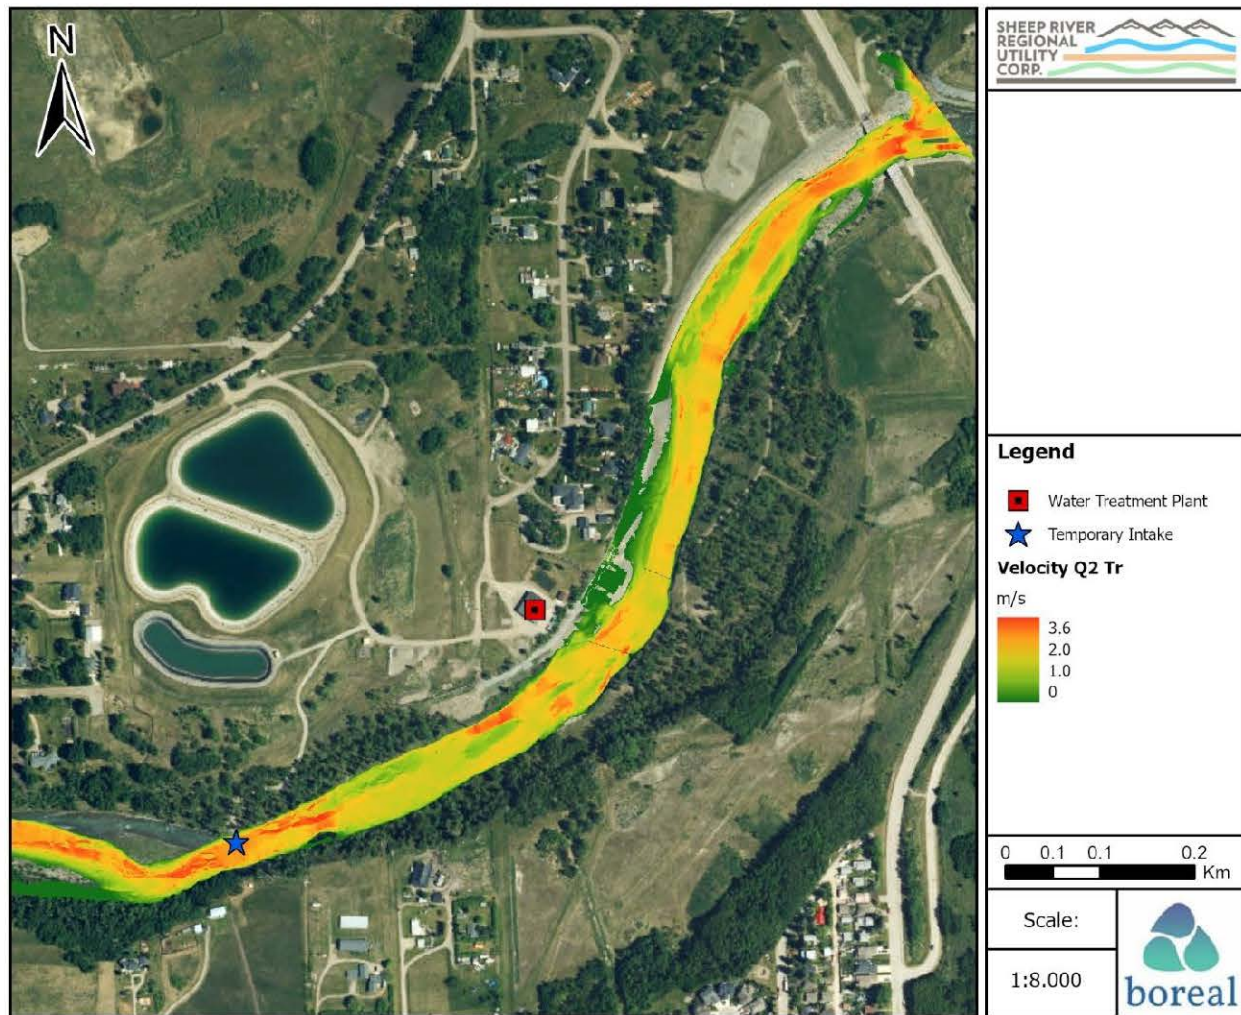 N
SHEEP RIVER
REGIONAL
UTILITY
CORP.
Legend
Water Treatment Plant
Temporary Intake
Velocity Q2 Tr
m/s
3.6
2.0
1.0
0
0 0.1 0.1 0.2
Km
Scale:
1:8.000
boreal